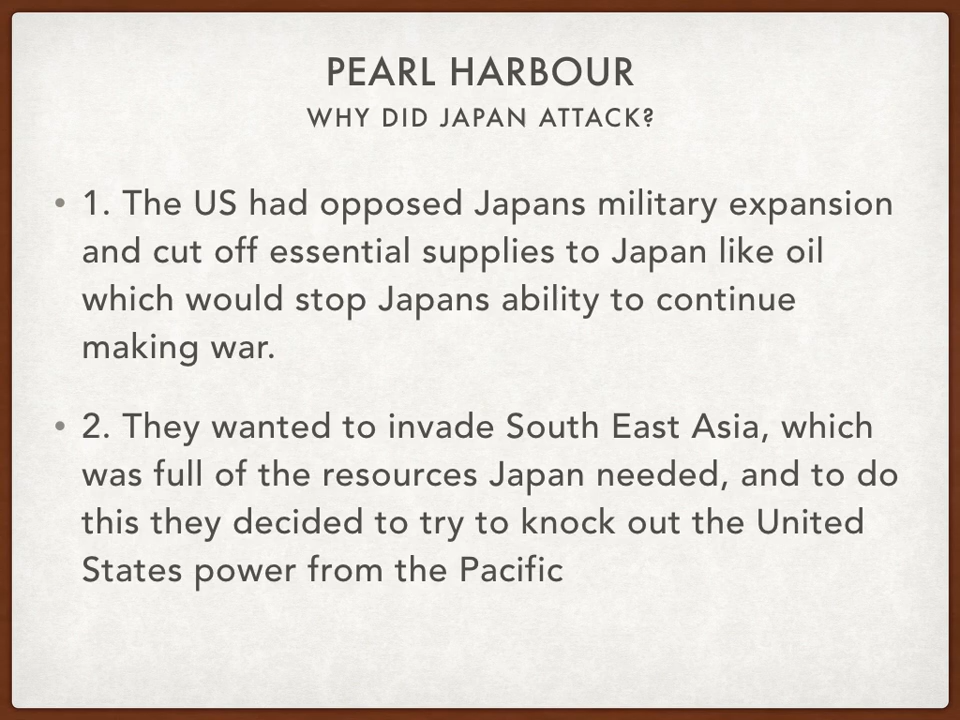 PEARL HARBOUR
WHY DID JAPAN ATTACK?
• 1. The US had opposed Japans military expansion
and cut off essential supplies to Japan like oil
which would stop Japans ability to continue
making war.
• 2. They wanted to invade South East Asia, which
was full of the resources Japan needed, and to do
this they decided to try to knock out the United
States power from the Pacific